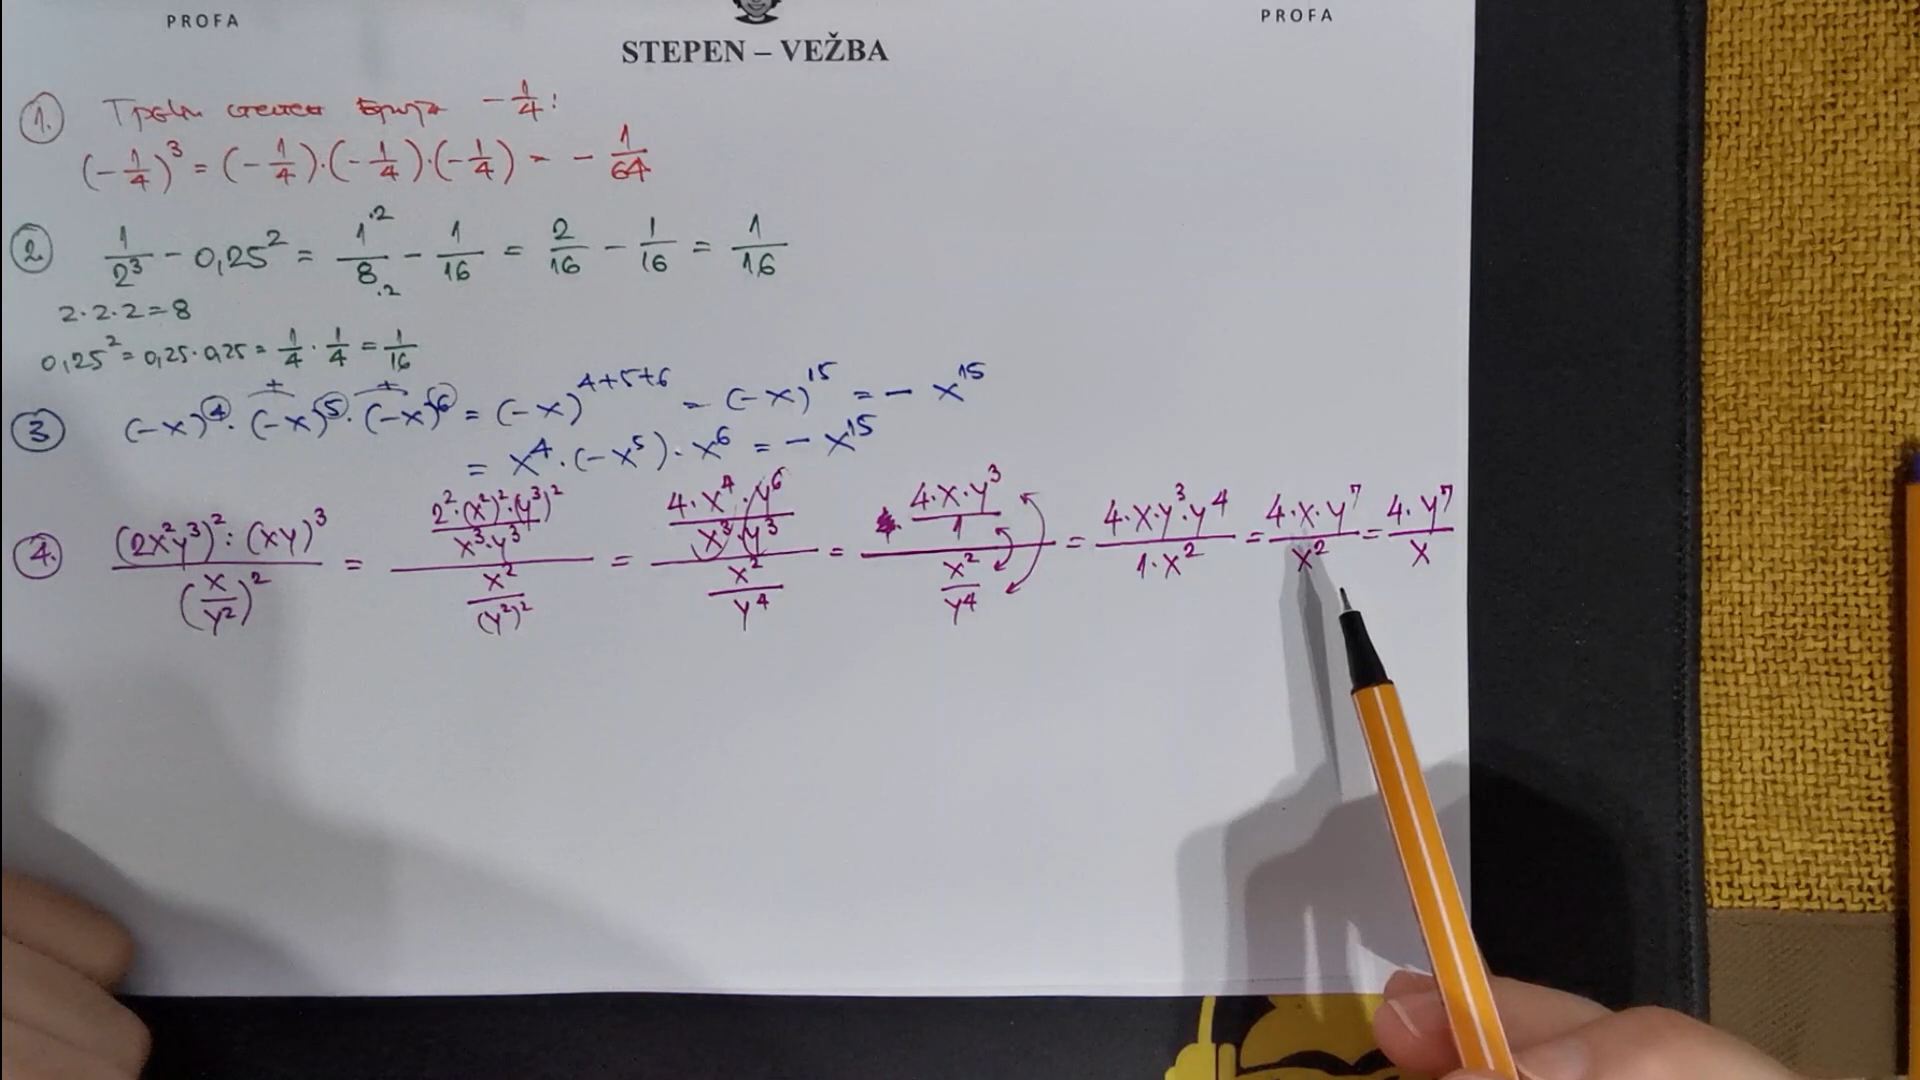 PROFA
PROFA
STEPEN – VEŽBA
1. Трећи степен броја -1/4:
(-1/4)³ = (-1/4)·(-1/4)·(-1/4) = - 1/64
2. 1/2³ - 0,25² = 1·2/8·2 - 1/16 = 2/16 - 1/16 = 1/16
2·2·2=8
0,25² = 0,25·0,25 = 1/4 · 1/4 = 1/16
3. (-x)⁴·(-x)⁵·(-x)⁶ = (-x)⁴⁺⁵⁺⁶ = (-x)¹⁵ = - x¹⁵
= x⁴·(-x⁵)·x⁶ = - x¹⁵
4. ((2x²y³)² : (xy)³)/(x/y²)² = ((2²·(x²)²·(y³)²)/(x³·y³))/(x²/(y²)²) = ((4·x⁴·y⁶)/(x³·y³))/(x²/y⁴) = ((4·x·y³)/1)/(x²/y⁴) = (4·x·y³·y⁴)/(1·x²) = (4·x·y⁷)/x² = (4·y⁷)/x